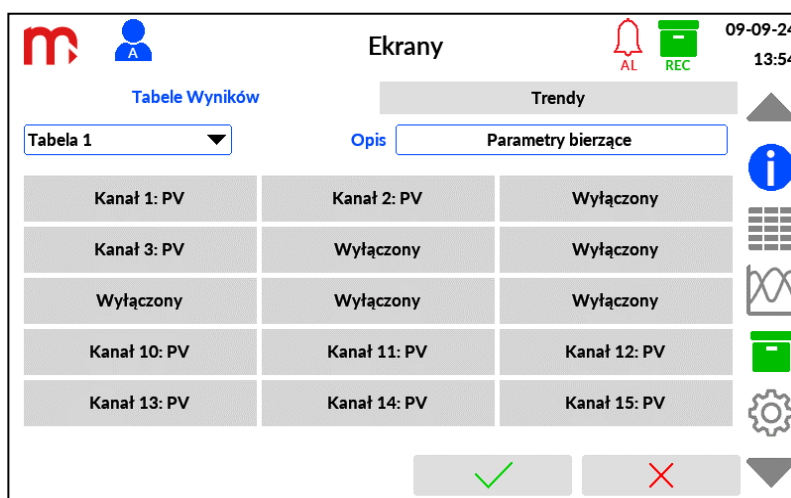 Ekrany
09-09-24
13:54
A
AL
REC
Tabele Wyników
Trendy
Tabela 1
Opis
Parametry bierzące
Kanał 1: PV
Kanał 2: PV
Wyłączony
Kanał 3: PV
Wyłączony
Wyłączony
Wyłączony
Wyłączony
Wyłączony
Kanał 10: PV
Kanał 11: PV
Kanał 12: PV
Kanał 13: PV
Kanał 14: PV
Kanał 15: PV